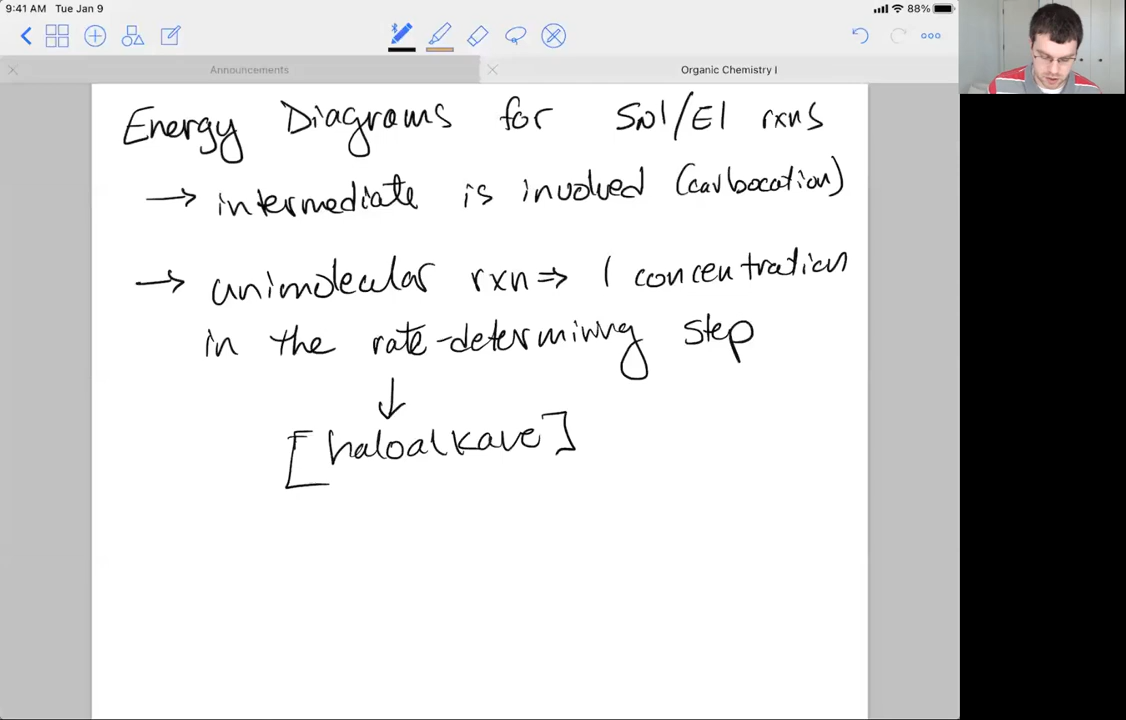 9:41 AM Tue Jan 9
88%
Announcements
Organic Chemistry I
Energy Diagrams for SN1/E1 rxns
→ intermediate is involved (carbocation)
→ unimolecular rxn ⇒ 1 concentration
in the rate-determining step
↓
[haloalkane]